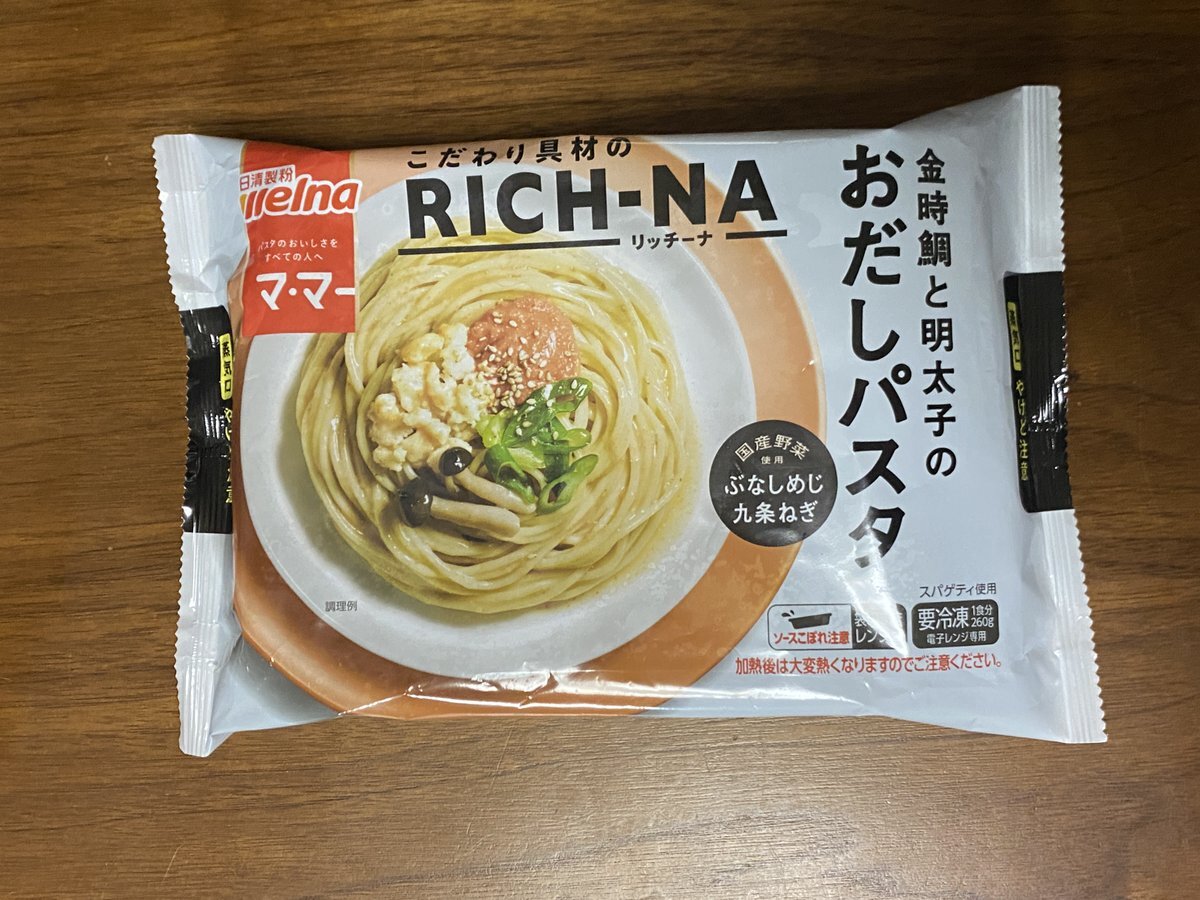 こだわり具材の
RICH-NA
リッチーナ
日清製粉
welna
パスタのおいしさを
すべての人へ
マ・マー
金時鯛と明太子の
おだしパスタ
国産野菜
使用
ぶなしめじ
九条ねぎ
調理例
スパゲティ使用
ソースこぼれ注意
レンジ
要冷凍
1食分
260g
電子レンジ専用
加熱後は大変熱くなりますのでご注意ください。
蒸気口
蒸気口 やけど注意